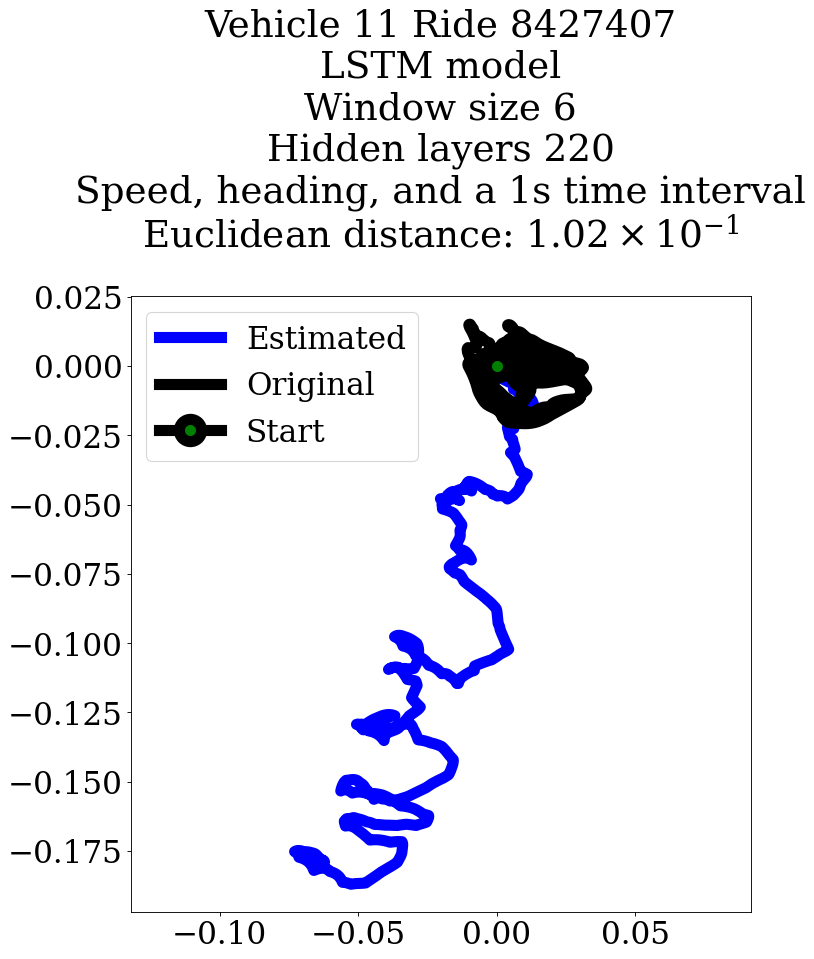 Vehicle 11 Ride 8427407
LSTM model
Window size 6
Hidden layers 220
Speed, heading, and a 1s time interval
Euclidean distance: 1.02 × 10⁻¹
0.025
0.000
−0.025
−0.050
−0.075
−0.100
−0.125
−0.150
−0.175
Estimated
Original
Start
−0.10
−0.05
0.00
0.05